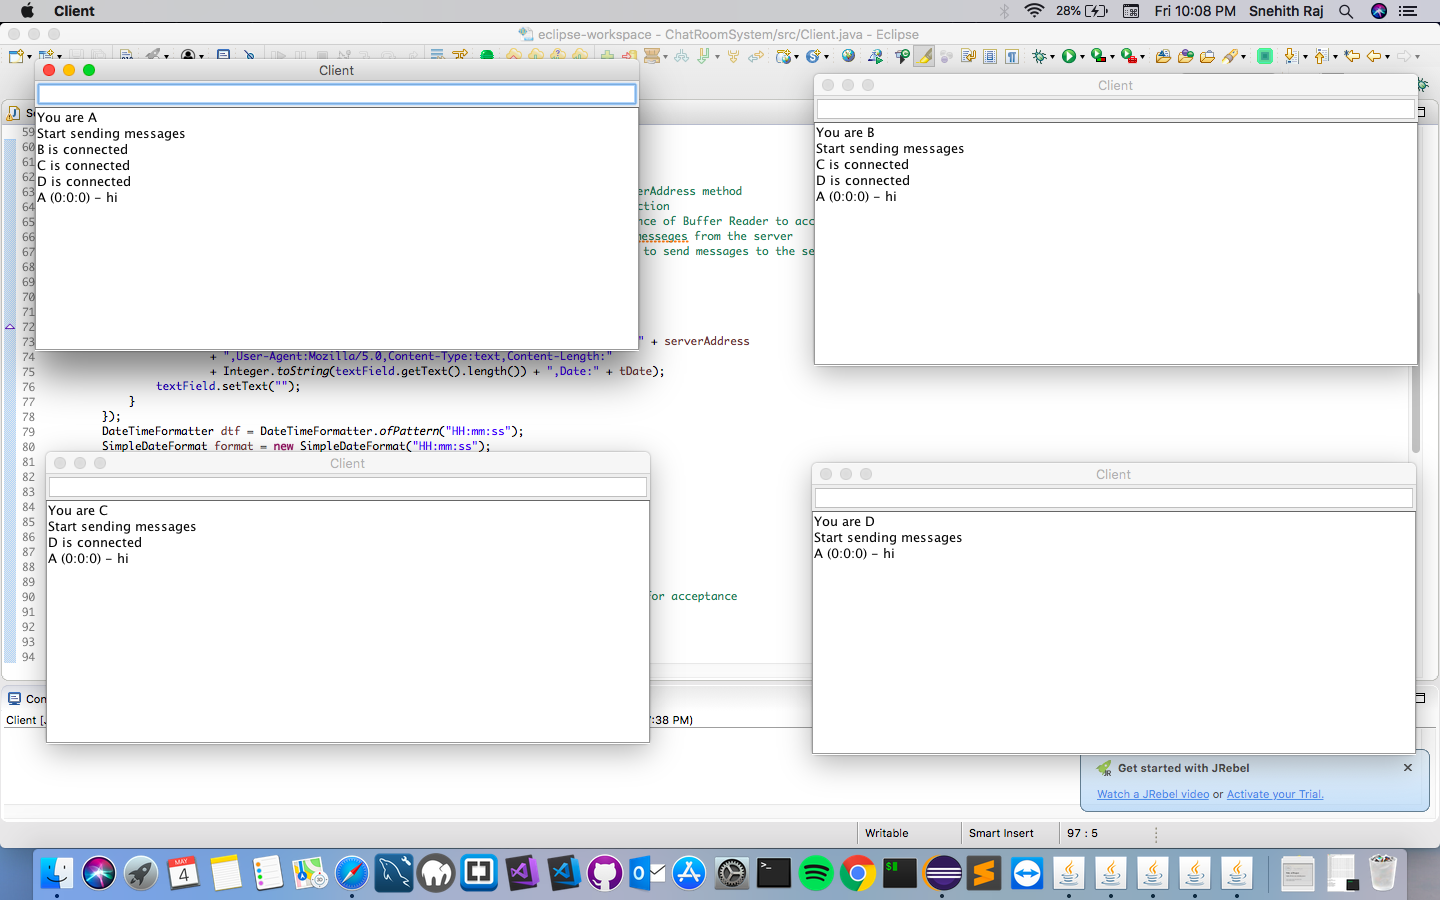 Client
28%
Fri 10:08 PM
Snehith Raj
eclipse-workspace - ChatRoomSystem/src/Client.java - Eclipse
Client
You are A
Start sending messages
B is connected
C is connected
D is connected
A (0:0:0) - hi
Client
You are B
Start sending messages
C is connected
D is connected
A (0:0:0) - hi
59
60
61
62
63 erAddress method
64 ction
65 nce of Buffer Reader to acc
66 messeges from the server
67 to send messages to the se
68
69
70
71
72
73 " + serverAddress
74 + ",User-Agent:Mozilla/5.0,Content-Type:text,Content-Length:"
75 + Integer.toString(textField.getText().length()) + ",Date:" + tDate);
76 textField.setText("");
77 }
78 });
79 DateTimeFormatter dtf = DateTimeFormatter.ofPattern("HH:mm:ss");
80 SimpleDateFormat format = new SimpleDateFormat("HH:mm:ss");
81
82
83
84
85
86
87
88
89
90 for acceptance
91
92
93
94
Client
You are C
Start sending messages
D is connected
A (0:0:0) - hi
Client
You are D
Start sending messages
A (0:0:0) - hi
Con
Client [J :38 PM)
Get started with JRebel
Watch a JRebel video or Activate your Trial.
Writable
Smart Insert
97 : 5
MAY
4